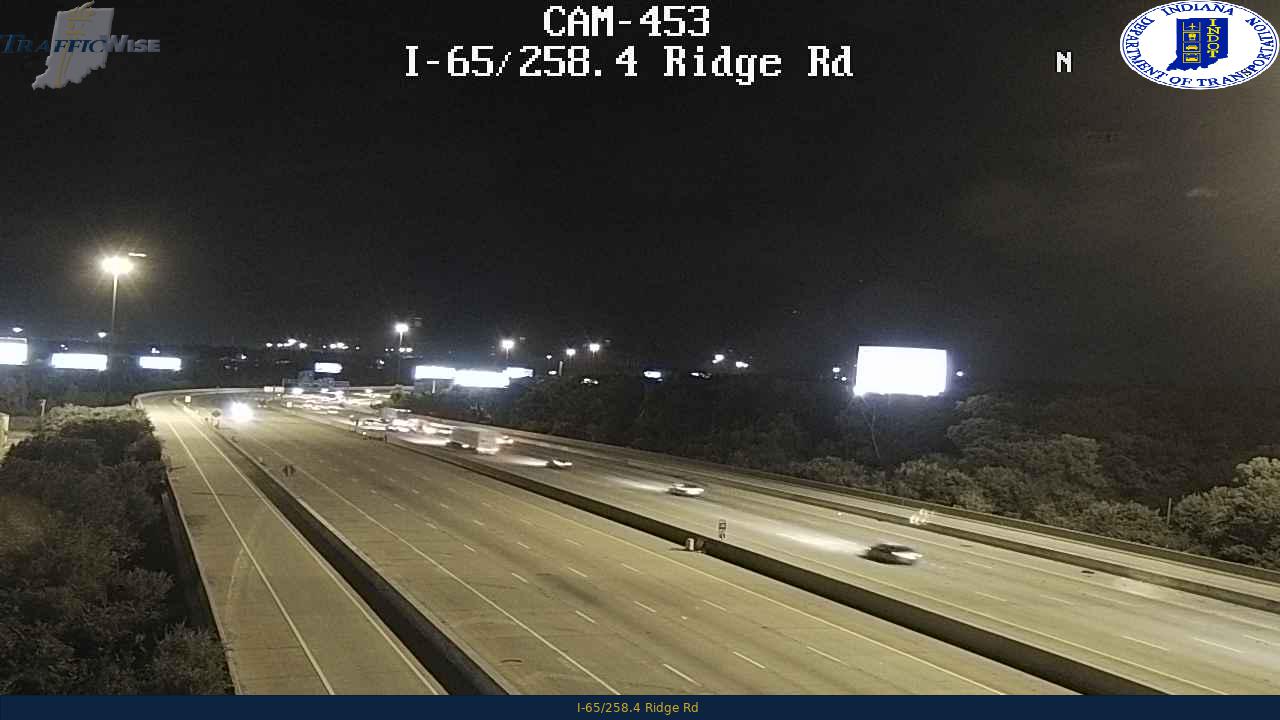 CAM-453
I-65/258.4 Ridge Rd
N
TRAFFICWISE
INDIANA
DEPARTMENT OF TRANSPORTATION
INDOT
I-65/258.4 Ridge Rd